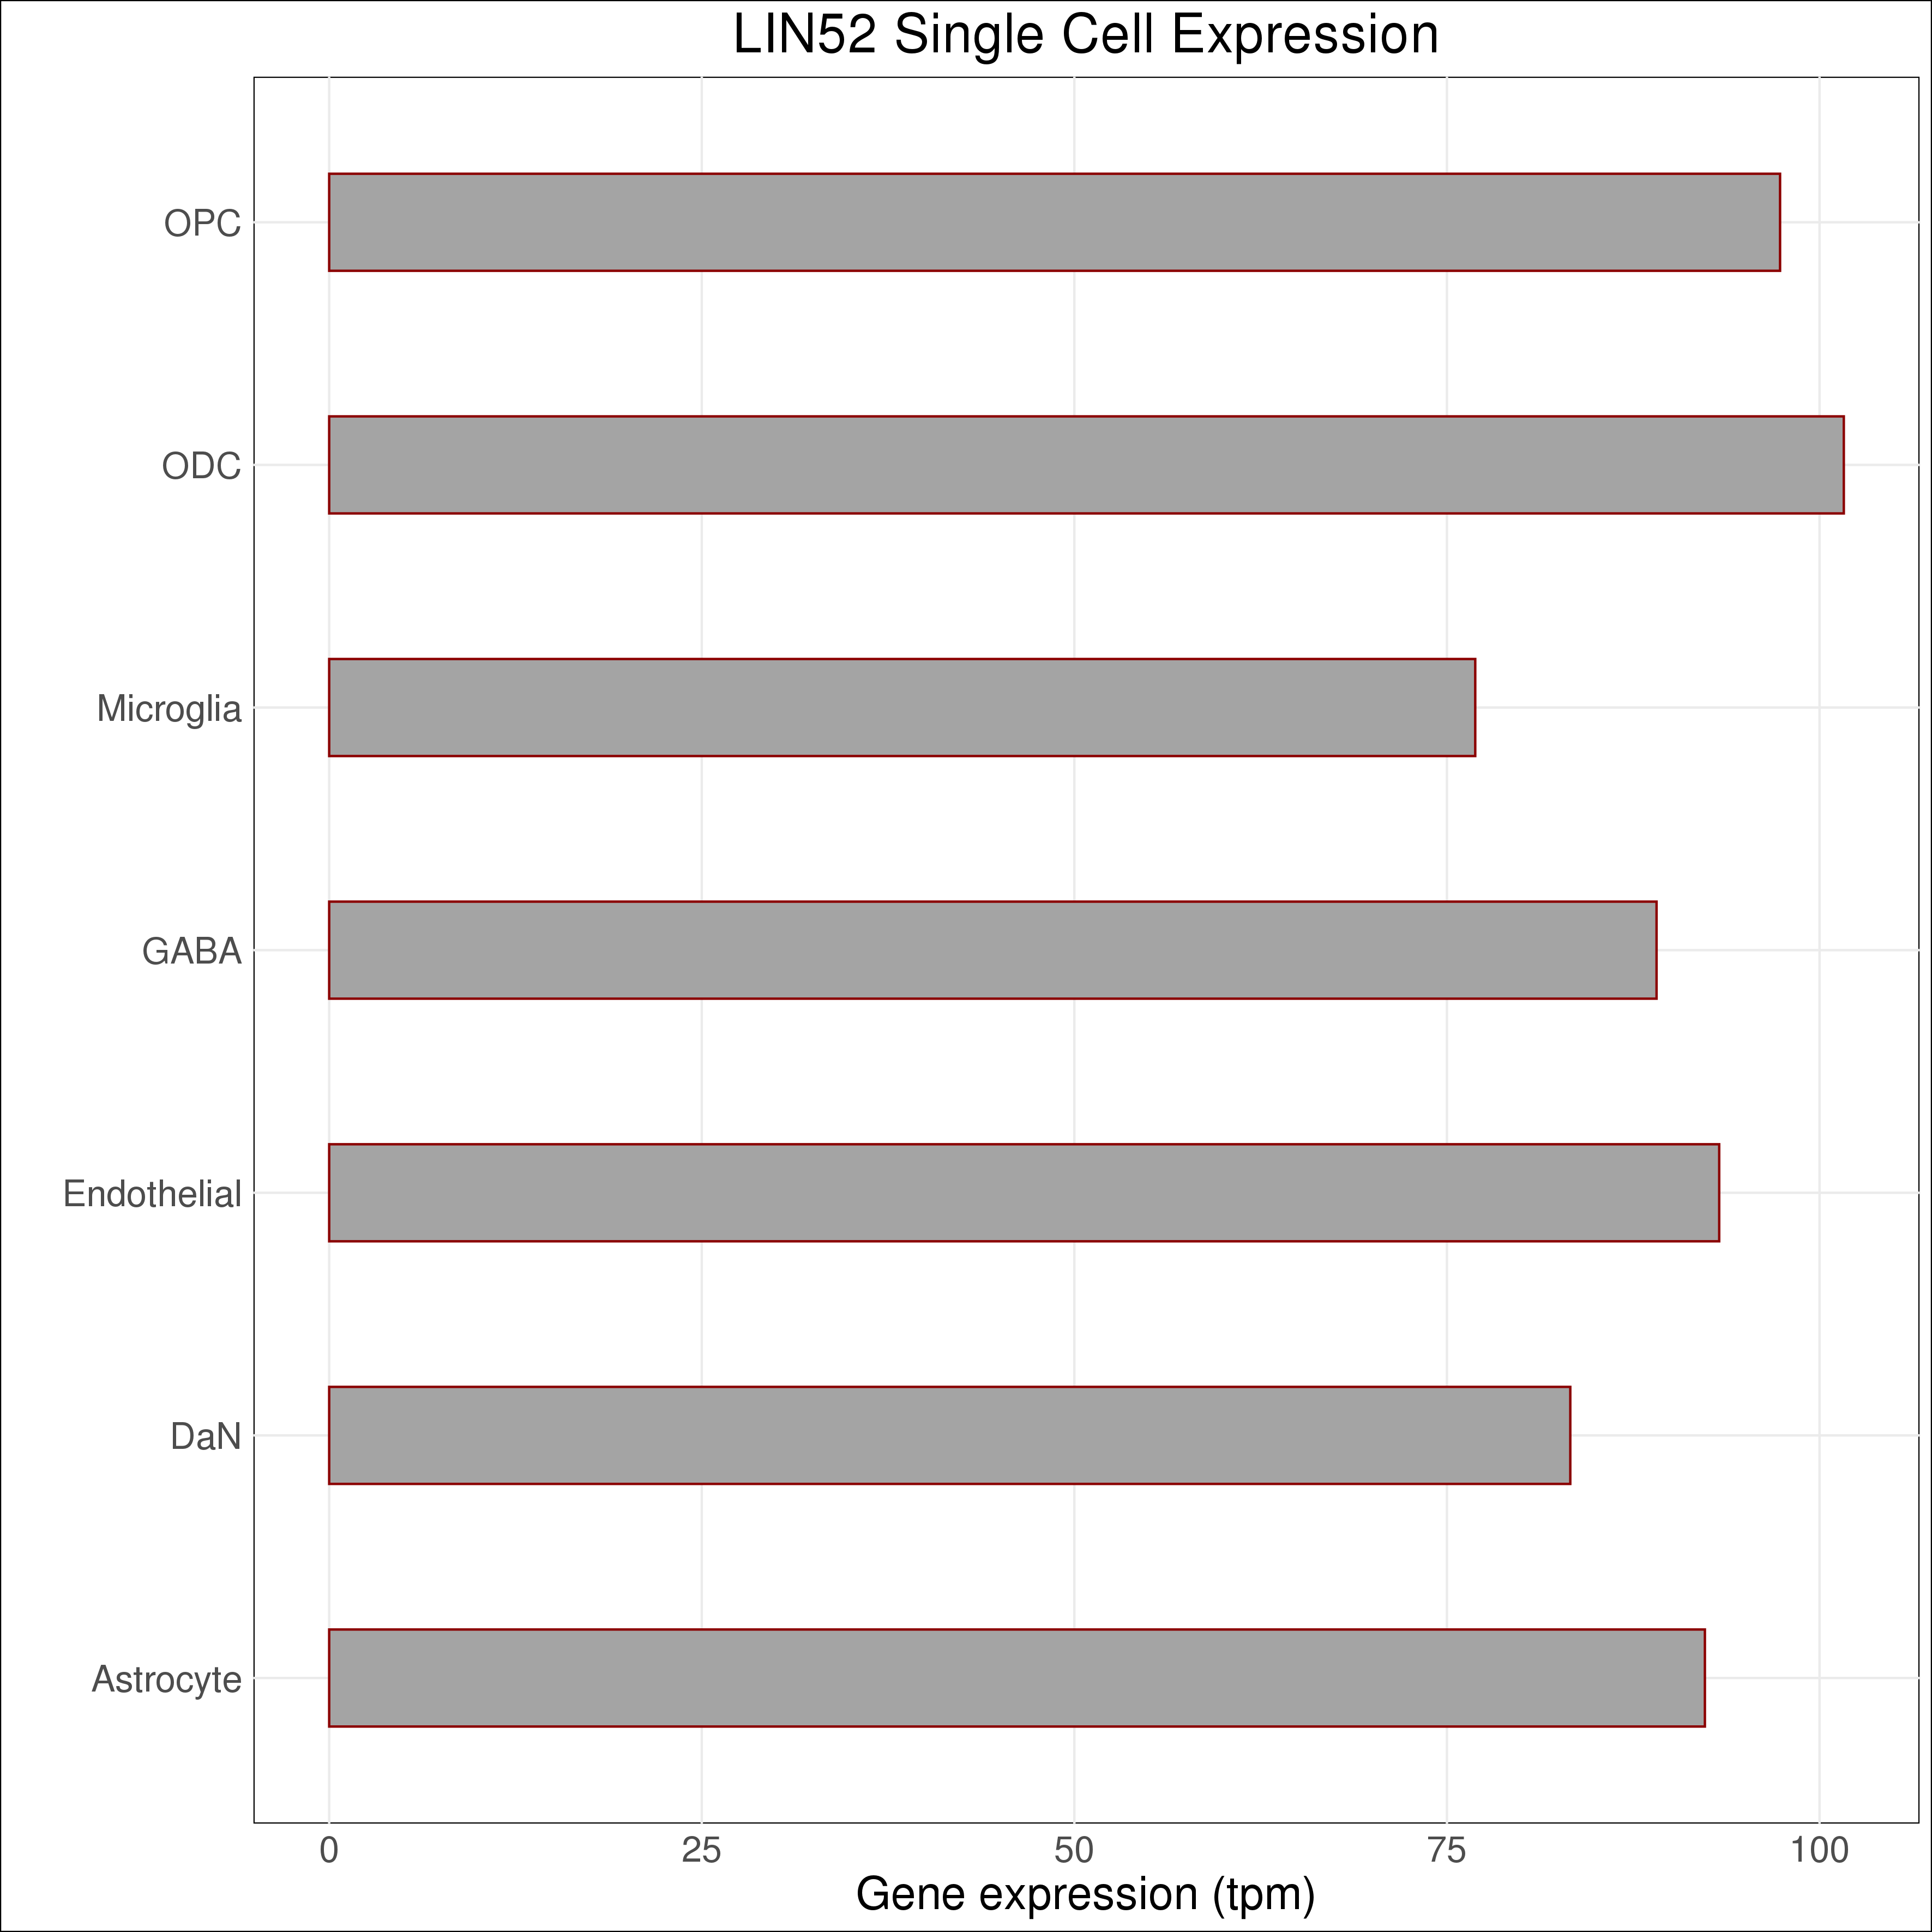 LIN52 Single Cell Expression
OPC
ODC
Microglia
GABA
Endothelial
DaN
Astrocyte
0 25 50 75 100
Gene expression (tpm)